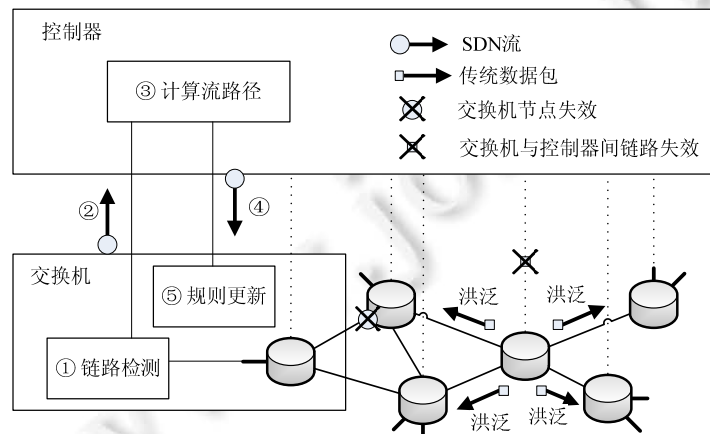 控制器
SDN流
传统数据包
交换机节点失效
交换机与控制器间链路失效
③ 计算流路径
②
④
交换机
⑤ 规则更新
① 链路检测
洪泛
洪泛
洪泛
洪泛